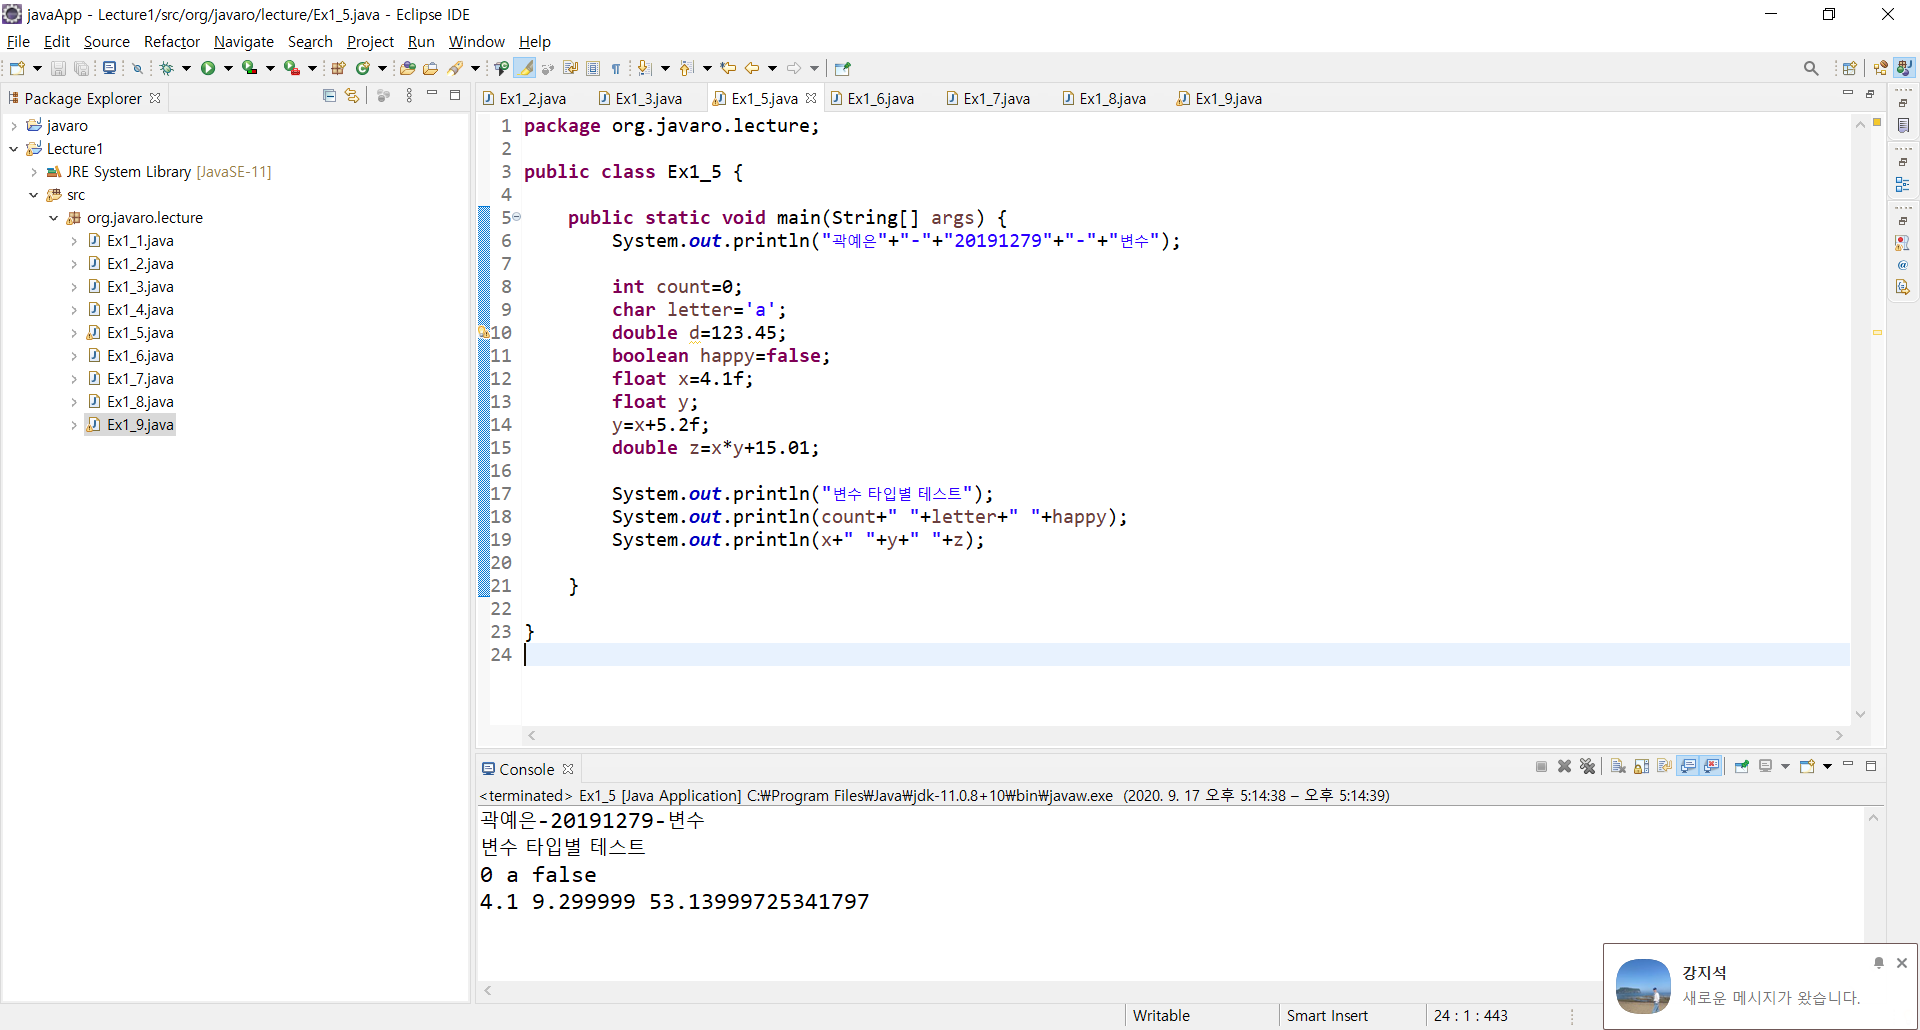 javaApp - Lecture1/src/org/javaro/lecture/Ex1_5.java - Eclipse IDE
File Edit Source Refactor Navigate Search Project Run Window Help
Package Explorer
javaro
Lecture1
JRE System Library [JavaSE-11]
src
org.javaro.lecture
Ex1_1.java
Ex1_2.java
Ex1_3.java
Ex1_4.java
Ex1_5.java
Ex1_6.java
Ex1_7.java
Ex1_8.java
Ex1_9.java
Ex1_2.java Ex1_3.java Ex1_5.java Ex1_6.java Ex1_7.java Ex1_8.java Ex1_9.java
1 package org.javaro.lecture;
2
3 public class Ex1_5 {
4
5 public static void main(String[] args) {
6 System.out.println("곽예은"+"-"+"20191279"+"-"+"변수");
7
8 int count=0;
9 char letter='a';
10 double d=123.45;
11 boolean happy=false;
12 float x=4.1f;
13 float y;
14 y=x+5.2f;
15 double z=x*y+15.01;
16
17 System.out.println("변수 타입별 테스트");
18 System.out.println(count+" "+letter+" "+happy);
19 System.out.println(x+" "+y+" "+z);
20
21 }
22
23 }
24
Console
<terminated> Ex1_5 [Java Application] C:₩Program Files₩Java₩jdk-11.0.8+10₩bin₩javaw.exe (2020. 9. 17 오후 5:14:38 – 오후 5:14:39)
곽예은-20191279-변수
변수 타입별 테스트
0 a false
4.1 9.299999 53.13999725341797
강지석
새로운 메시지가 왔습니다.
Writable Smart Insert 24 : 1 : 443